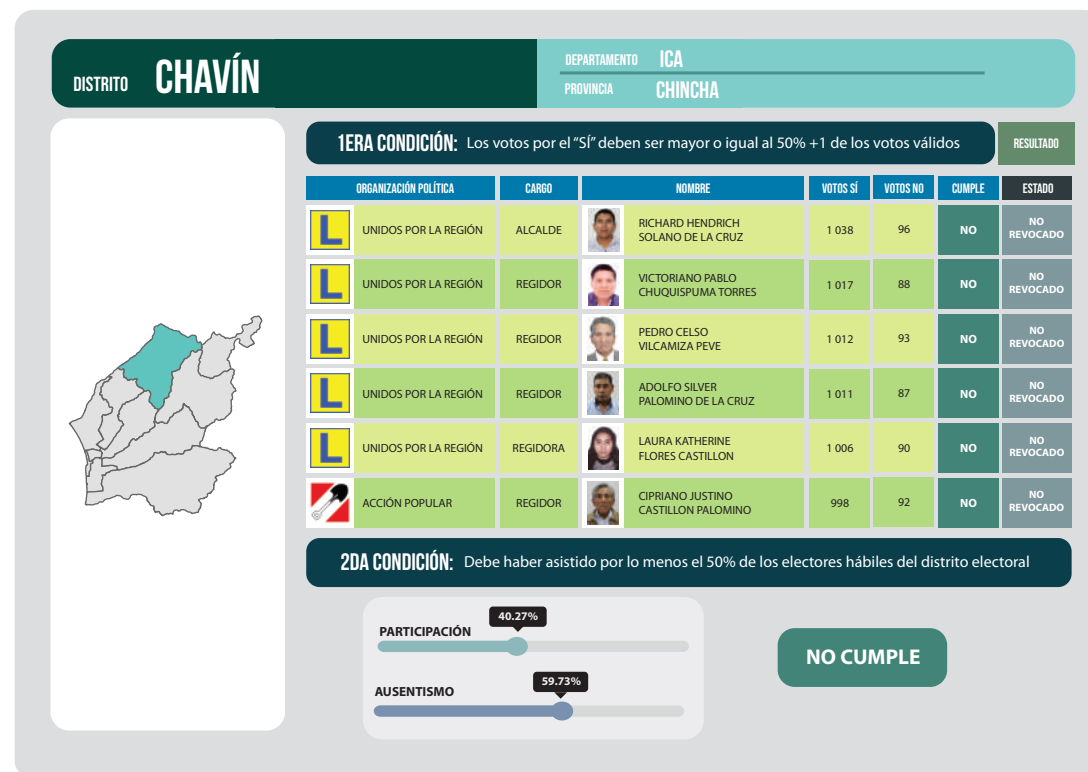 DISTRITO CHAVÍN
DEPARTAMENTO ICA
PROVINCIA CHINCHA
1ERA CONDICIÓN: Los votos por el “SÍ” deben ser mayor o igual al 50% +1 de los votos válidos
RESULTADO
ORGANIZACIÓN POLÍTICA CARGO NOMBRE VOTOS SÍ VOTOS NO CUMPLE ESTADO
L UNIDOS POR LA REGIÓN ALCALDE RICHARD HENDRICH
SOLANO DE LA CRUZ 1 038 96 NO NO
REVOCADO
L UNIDOS POR LA REGIÓN REGIDOR VICTORIANO PABLO
CHUQUISPUMA TORRES 1 017 88 NO NO
REVOCADO
L UNIDOS POR LA REGIÓN REGIDOR PEDRO CELSO
VILCAMIZA PEVE 1 012 93 NO NO
REVOCADO
L UNIDOS POR LA REGIÓN REGIDOR ADOLFO SILVER
PALOMINO DE LA CRUZ 1 011 87 NO NO
REVOCADO
L UNIDOS POR LA REGIÓN REGIDORA LAURA KATHERINE
FLORES CASTILLON 1 006 90 NO NO
REVOCADO
ACCIÓN POPULAR REGIDOR CIPRIANO JUSTINO
CASTILLON PALOMINO 998 92 NO NO
REVOCADO
2DA CONDICIÓN: Debe haber asistido por lo menos el 50% de los electores hábiles del distrito electoral
40.27%
PARTICIPACIÓN
59.73%
AUSENTISMO
NO CUMPLE